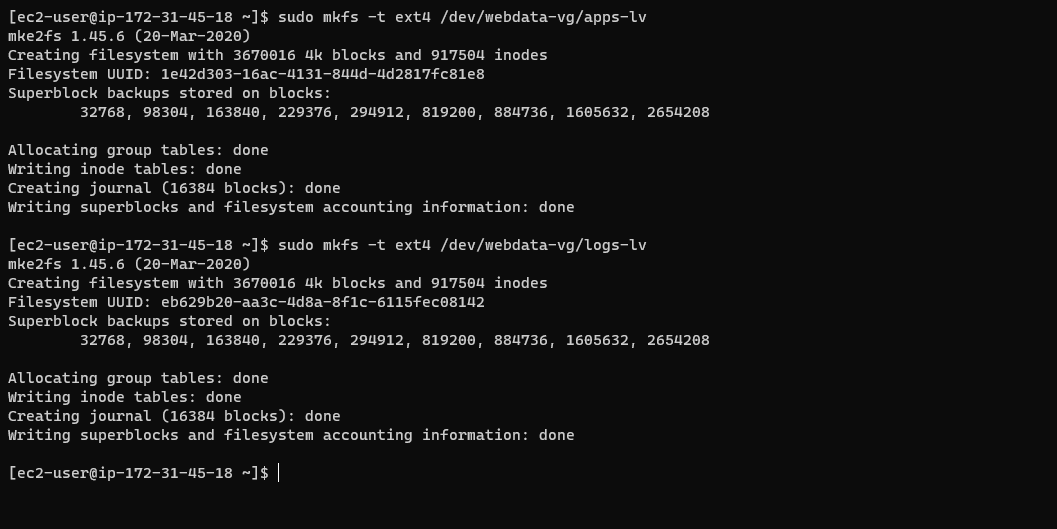 [ec2-user@ip-172-31-45-18 ~]$ sudo mkfs -t ext4 /dev/webdata-vg/apps-lv
mke2fs 1.45.6 (20-Mar-2020)
Creating filesystem with 3670016 4k blocks and 917504 inodes
Filesystem UUID: 1e42d303-16ac-4131-844d-4d2817fc81e8
Superblock backups stored on blocks:
        32768, 98304, 163840, 229376, 294912, 819200, 884736, 1605632, 2654208

Allocating group tables: done
Writing inode tables: done
Creating journal (16384 blocks): done
Writing superblocks and filesystem accounting information: done

[ec2-user@ip-172-31-45-18 ~]$ sudo mkfs -t ext4 /dev/webdata-vg/logs-lv
mke2fs 1.45.6 (20-Mar-2020)
Creating filesystem with 3670016 4k blocks and 917504 inodes
Filesystem UUID: eb629b20-aa3c-4d8a-8f1c-6115fec08142
Superblock backups stored on blocks:
        32768, 98304, 163840, 229376, 294912, 819200, 884736, 1605632, 2654208

Allocating group tables: done
Writing inode tables: done
Creating journal (16384 blocks): done
Writing superblocks and filesystem accounting information: done

[ec2-user@ip-172-31-45-18 ~]$